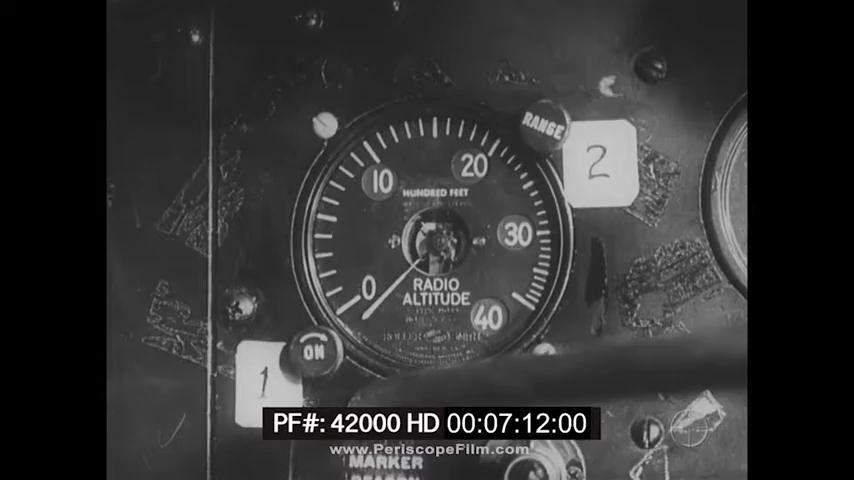 RANGE
2
20
10
HUNDRED FEET
30
0
RADIO
ALTITUDE
40
ON
1
PF#: 42000 HD 00:07:12:00
www.PeriscopeFilm.com
MARKER
BEACON